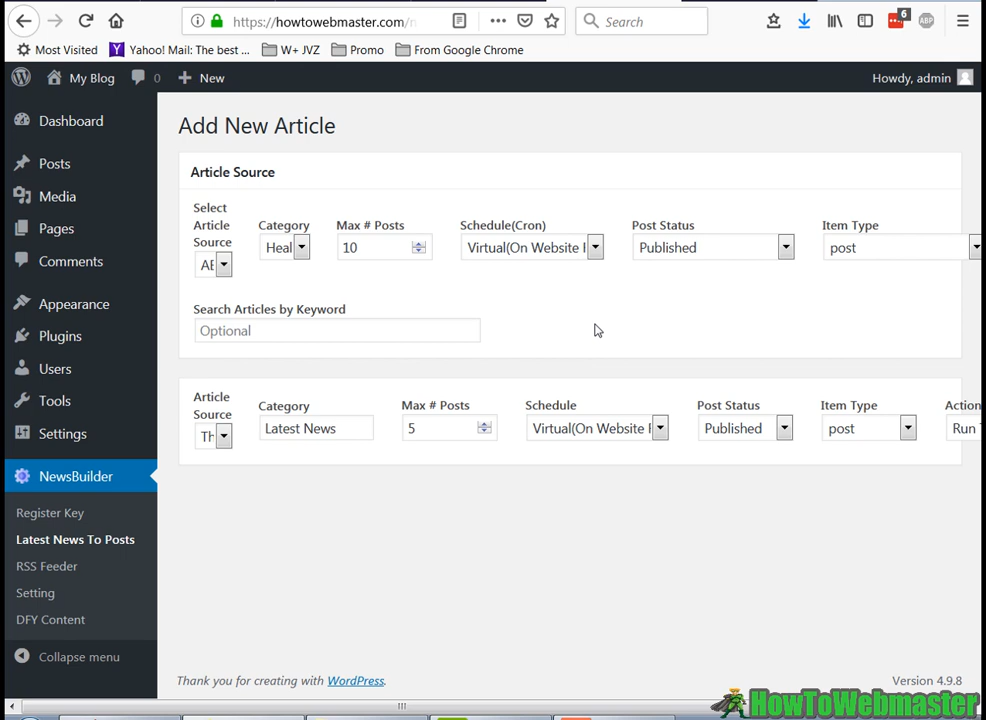 https://howtowebmaster.com/
Search
6
ABP
Most Visited
Yahoo! Mail: The best ...
W+ JVZ
Promo
From Google Chrome
My Blog
0
New
Howdy, admin
Dashboard
Posts
Media
Pages
Comments
Appearance
Plugins
Users
Tools
Settings
NewsBuilder
Register Key
Latest News To Posts
RSS Feeder
Setting
DFY Content
Collapse menu
Add New Article
Article Source
Select Article Source
Category
Max # Posts
Schedule(Cron)
Post Status
Item Type
Heal
10
Virtual(On Website
Published
post
Search Articles by Keyword
Optional
Article Source
Category
Max # Posts
Schedule
Post Status
Item Type
Action
Th
Latest News
5
Virtual(On Website
Published
post
Run
Thank you for creating with WordPress.
Version 4.9.8
HowToWebmaster